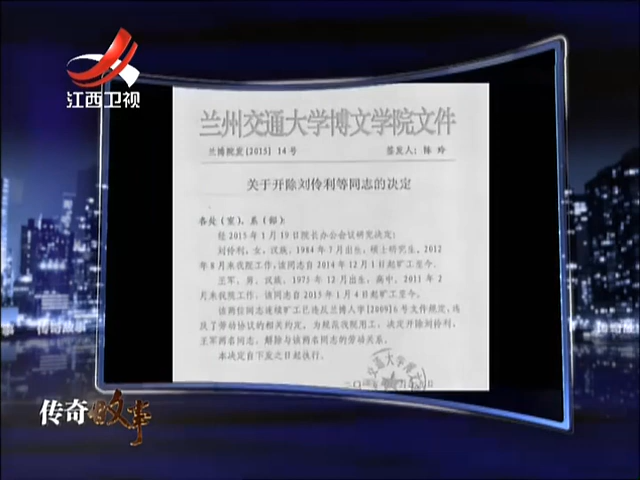 江西卫视
兰州交通大学博文学院文件
兰博院发[2015]14号 签发人：陈玲
关于开除刘伶利等同志的决定
各处（室）、系（部）：
经2015年1月19日院长办公会议研究决定：
刘伶利，女，汉族，1984年7月出生，硕士研究生，2012
年8月来我院工作，该同志自2014年12月1日起旷工至今。
王军，男，汉族，1975年12月出生，高中，2011年2
月来我院工作，该同志自2015年1月4日起旷工至今。
该两位同志连续旷工已违反兰博人字[2009]6号文件规定，违
反了劳动协议的相关约定，为规范我院用工，决定开除刘伶利、
王军两名同志，解除与该两名同志的劳动关系。
本决定自下发之日起执行。
交通大学博文
传奇故事